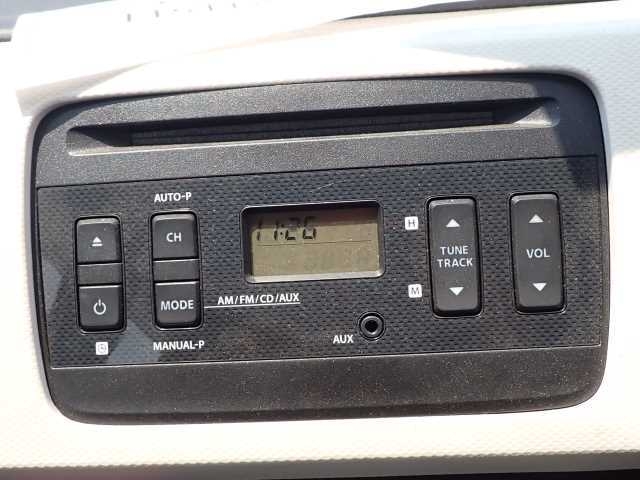 AUTO-P
CH
MODE
AM/FM/CD/AUX
MANUAL-P
11:26
AUX
H
TUNE
TRACK
M
VOL